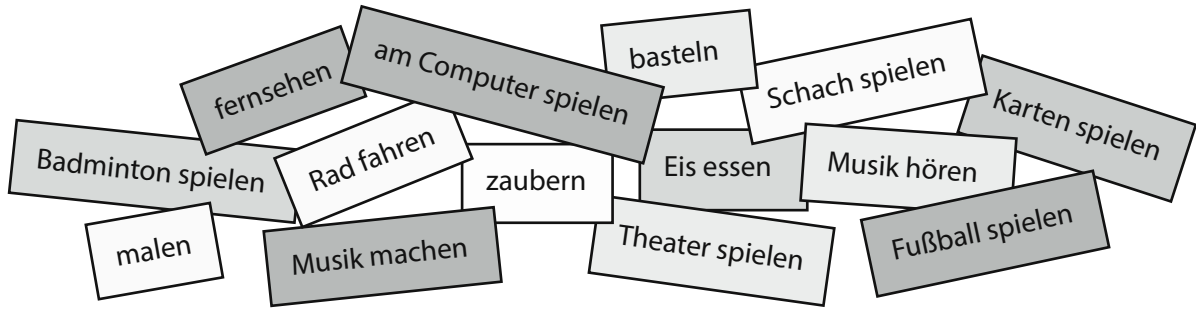 fernsehen
am Computer spielen
basteln
Schach spielen
Karten spielen
Badminton spielen
Rad fahren
zaubern
Eis essen
Musik hören
malen
Musik machen
Theater spielen
Fußball spielen